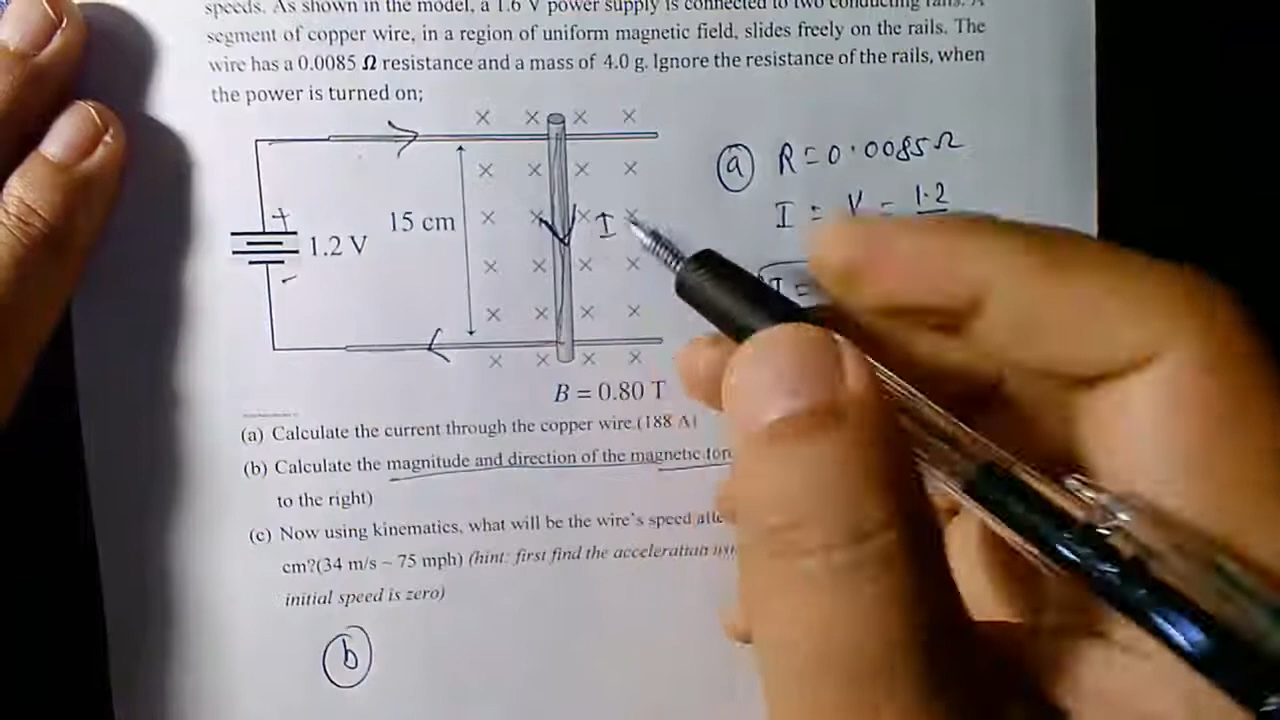 speeds. As shown in the model, a 1.6 V power supply is connected to two conducting rails. A
segment of copper wire, in a region of uniform magnetic field, slides freely on the rails. The
wire has a 0.0085 Ω resistance and a mass of 4.0 g. Ignore the resistance of the rails, when
the power is turned on;
+
1.2 V
-
15 cm
I
B = 0.80 T
(a) R = 0.0085 Ω
I = V = 1.2
I =
(a) Calculate the current through the copper wire.(188 A)
(b) Calculate the magnitude and direction of the magnetic
to the right)
(c) Now using kinematics, what will be the wire's speed
cm?(34 m/s ~ 75 mph) (hint: first find the acceleration
initial speed is zero)
(b)